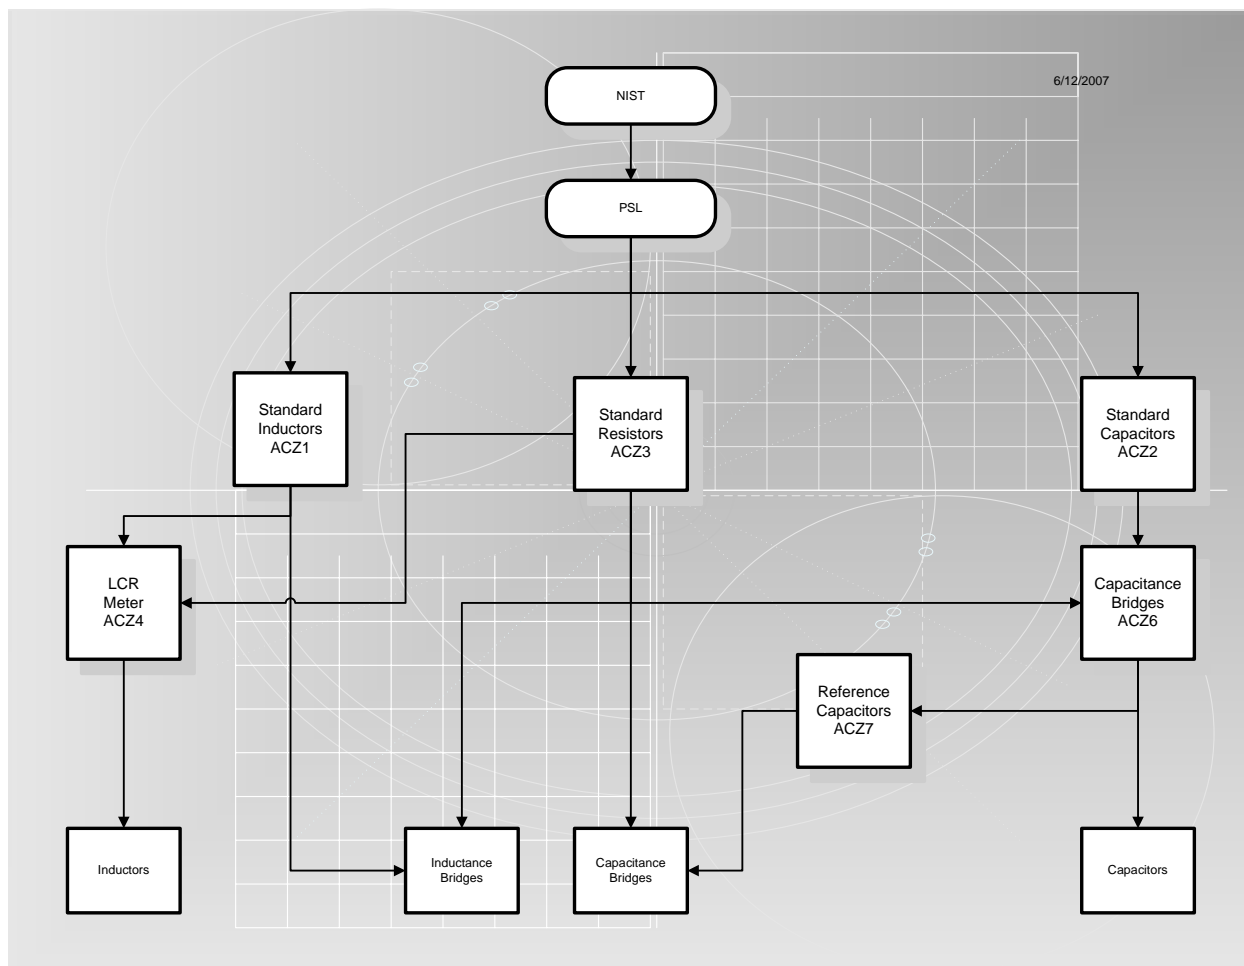 NIST
6/12/2007
PSL
Standard
Inductors
ACZ1
Standard
Resistors
ACZ3
Standard
Capacitors
ACZ2
LCR
Meter
ACZ4
Capacitance
Bridges
ACZ6
Reference
Capacitors
ACZ7
Inductors
Inductance
Bridges
Capacitance
Bridges
Capacitors